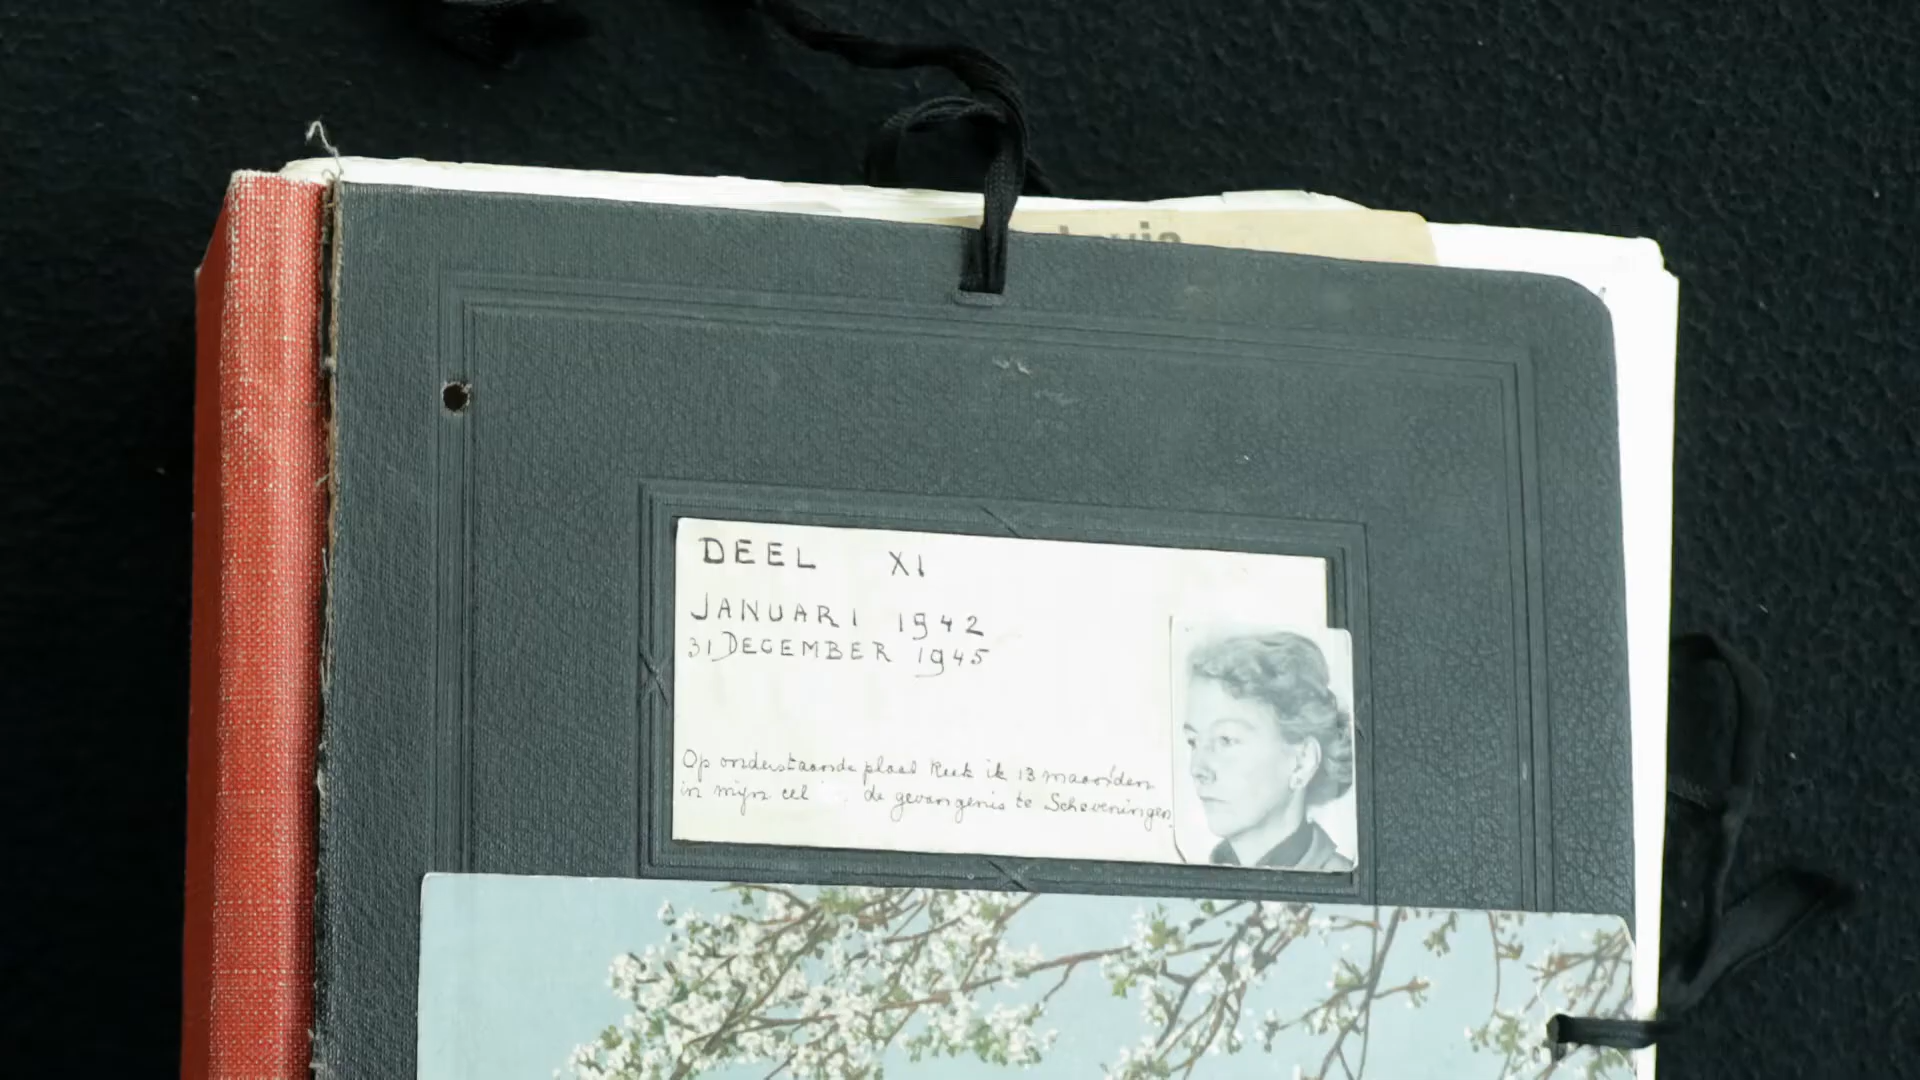 DEEL XI
JANUARI 1942
31 DECEMBER 1945
Op onderstaande plaat keek ik 13 maanden
in mijn cel de gevangenis te Scheveningen.